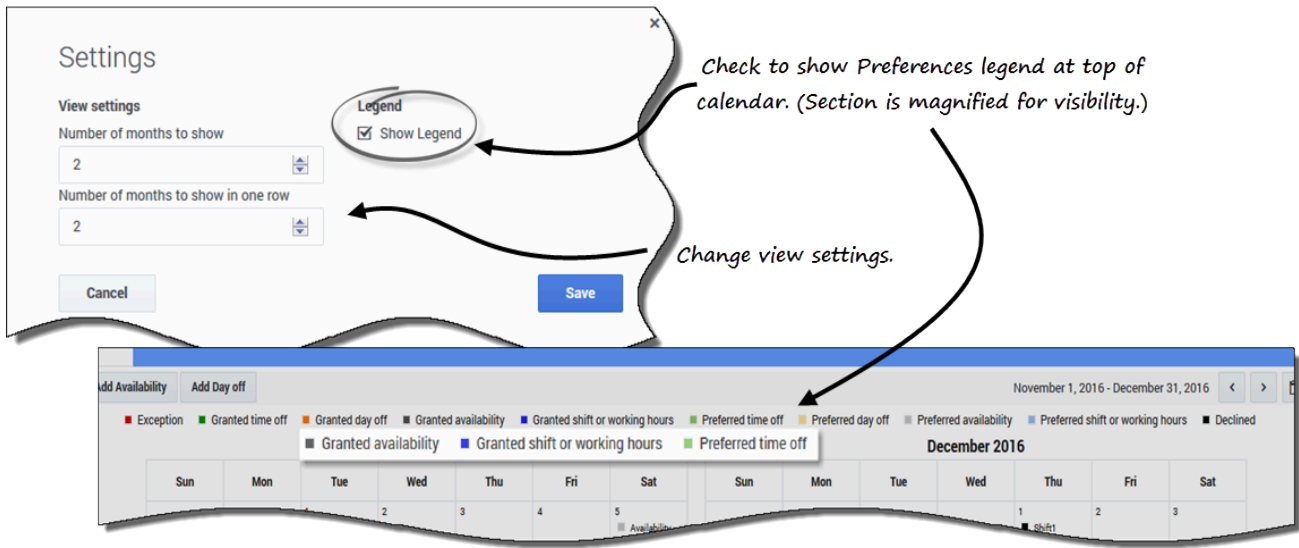 Settings
View settings
Number of months to show
2
Number of months to show in one row
2
Legend
Show Legend
Cancel
Save
Check to show Preferences legend at top of
calendar. (Section is magnified for visibility.)
Change view settings.
Add Availability Add Day off November 1, 2016 - December 31, 2016 < >
Exception Granted time off Granted day off Granted availability Granted shift or working hours Preferred time off Preferred day off Preferred availability Preferred shift or working hours Declined
Granted availability Granted shift or working hours Preferred time off
December 2016
Sun Mon Tue Wed Thu Fri Sat Sun Mon Tue Wed Thu Fri Sat
2 3 4 5 1 2 3
Availability Shift1